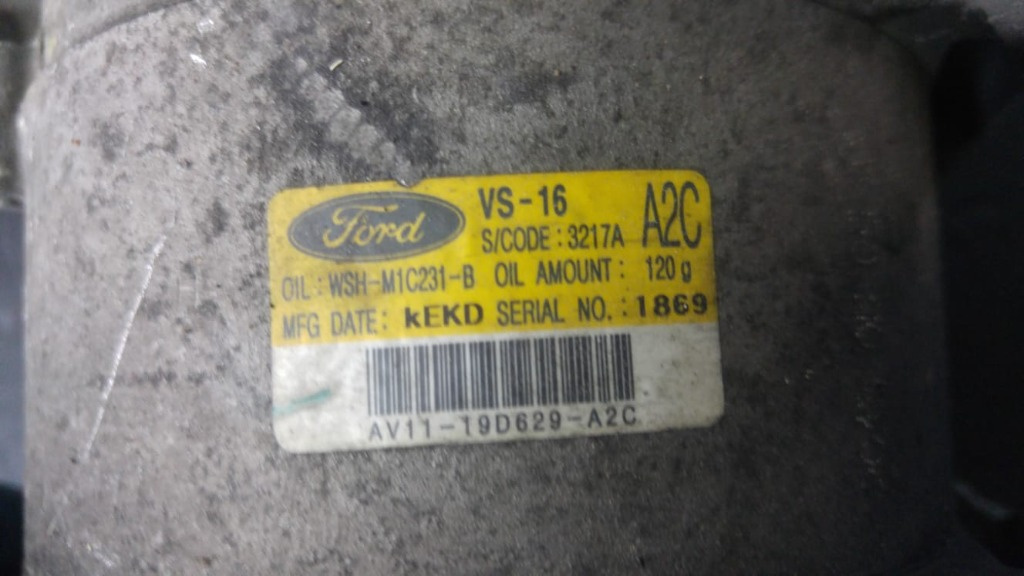 Ford
VS-16
A2C
S/CODE : 3217A
OIL : WSH-M1C231-B OIL AMOUNT : 120 g
MFG DATE : kEKD SERIAL NO. : 1869
AV11-19D629-A2C